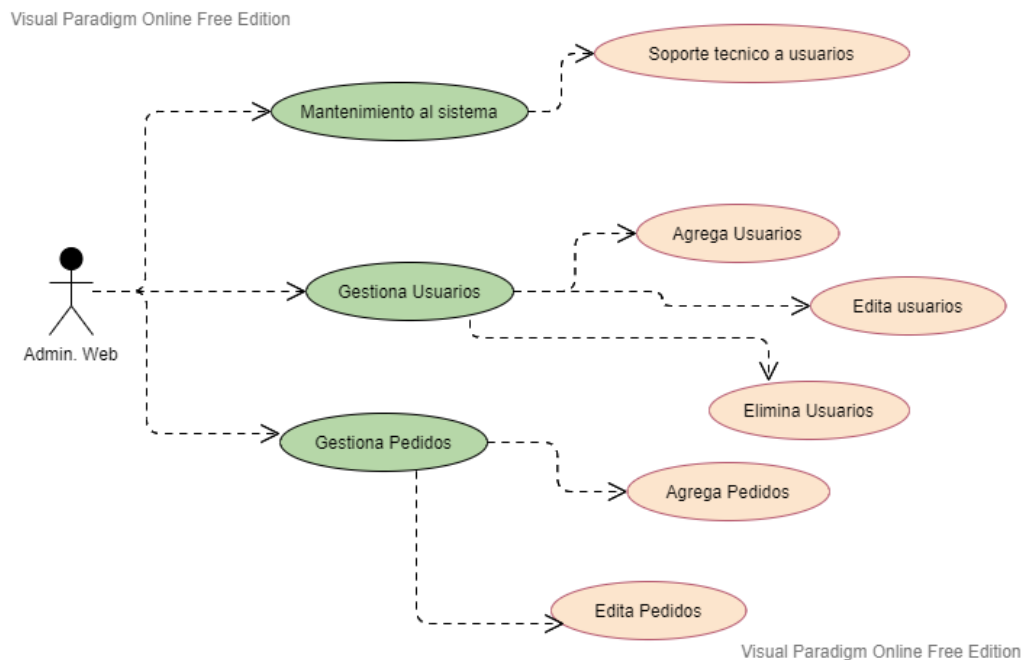 Visual Paradigm Online Free Edition
Soporte tecnico a usuarios
Mantenimiento al sistema
Agrega Usuarios
Gestiona Usuarios
Edita usuarios
Admin. Web
Elimina Usuarios
Gestiona Pedidos
Agrega Pedidos
Edita Pedidos
Visual Paradigm Online Free Edition